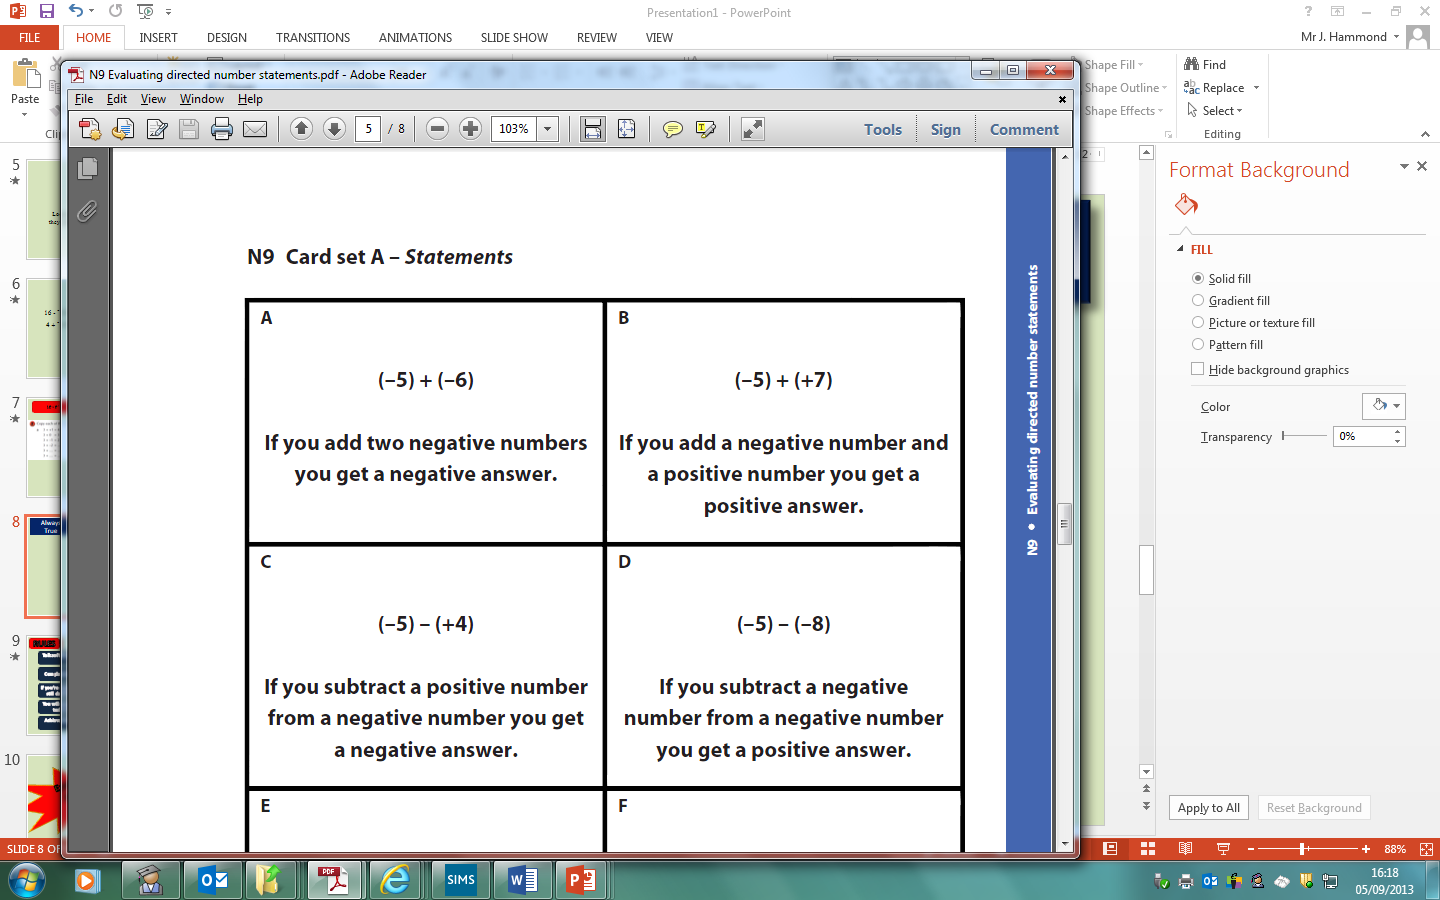 Presentation1 - PowerPoint
FILE HOME INSERT DESIGN TRANSITIONS ANIMATIONS SLIDE SHOW REVIEW VIEW
Mr J. Hammond
Paste
Shape Fill
Shape Outline
Shape Effects
Find
Replace
Select
Editing
N9 Evaluating directed number statements.pdf - Adobe Reader
File Edit View Window Help
5 / 8 103% Tools Sign Comment
N9 Card set A – Statements
A
(–5) + (–6)
If you add two negative numbers
you get a negative answer.
B
(–5) + (+7)
If you add a negative number and
a positive number you get a
positive answer.
C
(–5) – (+4)
If you subtract a positive number
from a negative number you get
a negative answer.
D
(–5) – (–8)
If you subtract a negative
number from a negative number
you get a positive answer.
E
F
N9 • Evaluating directed number statements
5
6
7
8
Always
True
9
10
Format Background
FILL
Solid fill
Gradient fill
Picture or texture fill
Pattern fill
Hide background graphics
Color
Transparency 0%
Apply to All Reset Background
SLIDE 8 OF
88%
PDF
SIMS
16:18
05/09/2013